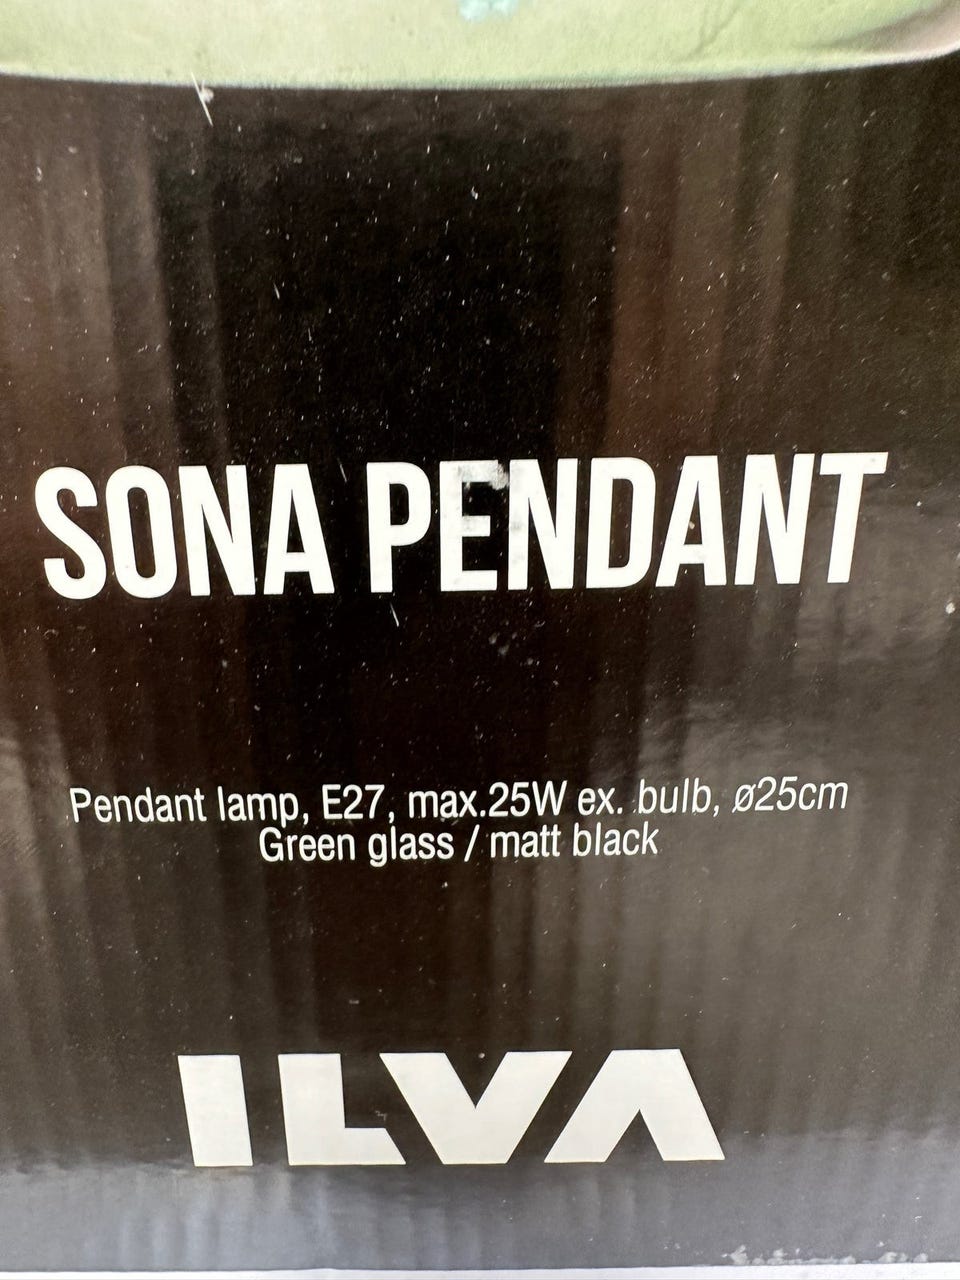 SONA PENDANT
Pendant lamp, E27, max.25W ex. bulb, ø25cm
Green glass / matt black
ILVA